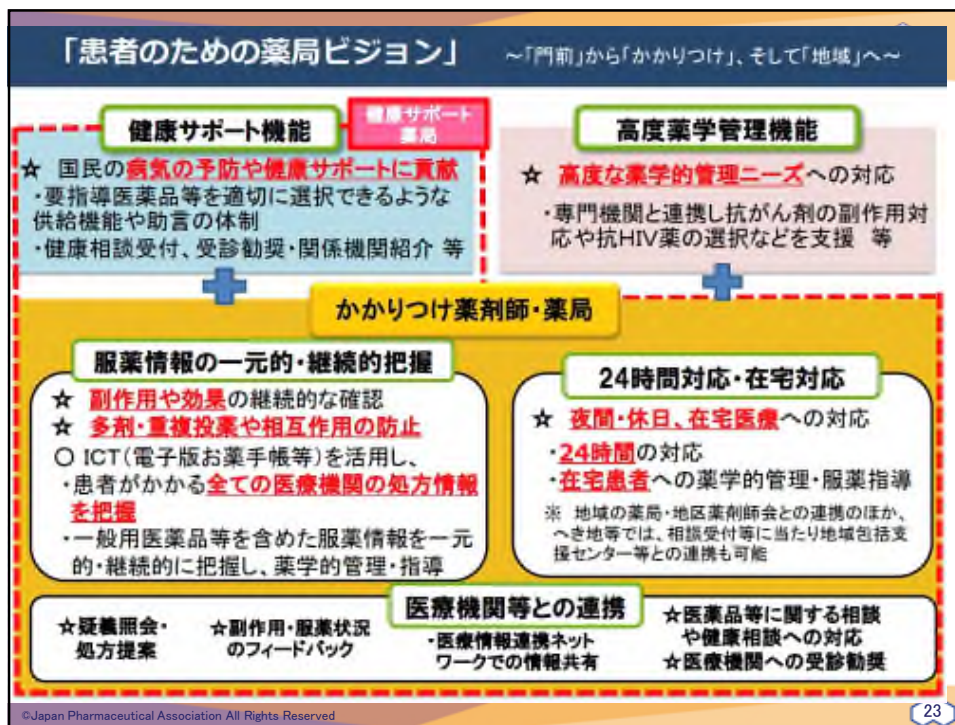 「患者のための薬局ビジョン」 ～「門前」から「かかりつけ」、そして「地域」へ～
健康サポート機能
健康サポート
薬局
☆ 国民の病気の予防や健康サポートに貢献
・要指導医薬品等を適切に選択できるような
供給機能や助言の体制
・健康相談受付、受診勧奨・関係機関紹介 等
高度薬学管理機能
☆ 高度な薬学的管理ニーズへの対応
・専門機関と連携し抗がん剤の副作用対
応や抗HIV薬の選択などを支援 等
かかりつけ薬剤師・薬局
服薬情報の一元的・継続的把握
☆ 副作用や効果の継続的な確認
☆ 多剤・重複投薬や相互作用の防止
○ ICT(電子版お薬手帳等)を活用し、
・患者がかかる全ての医療機関の処方情報
を把握
・一般用医薬品等を含めた服薬情報を一元
的・継続的に把握し、薬学的管理・指導
24時間対応・在宅対応
☆ 夜間・休日、在宅医療への対応
・24時間の対応
・在宅患者への薬学的管理・服薬指導
※ 地域の薬局・地区薬剤師会との連携のほか、
へき地等では、相談受付等に当たり地域包括支
援センター等との連携も可能
医療機関等との連携
☆疑義照会・
処方提案
☆副作用・服薬状況
のフィードバック
・医療情報連携ネット
ワークでの情報共有
☆医薬品等に関する相談
や健康相談への対応
☆医療機関への受診勧奨
©Japan Pharmaceutical Association All Rights Reserved
23